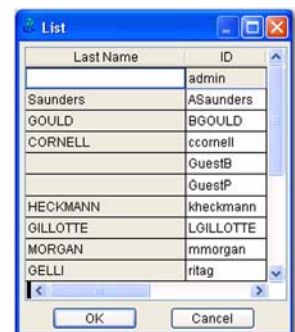 List
Last Name ID
admin
Saunders ASaunders
GOULD BGOULD
CORNELL ccornell
GuestB
GuestP
HECKMANN kheckmann
GILLOTTE LGILLOTTE
MORGAN mmorgan
GELLI ritag
OK Cancel